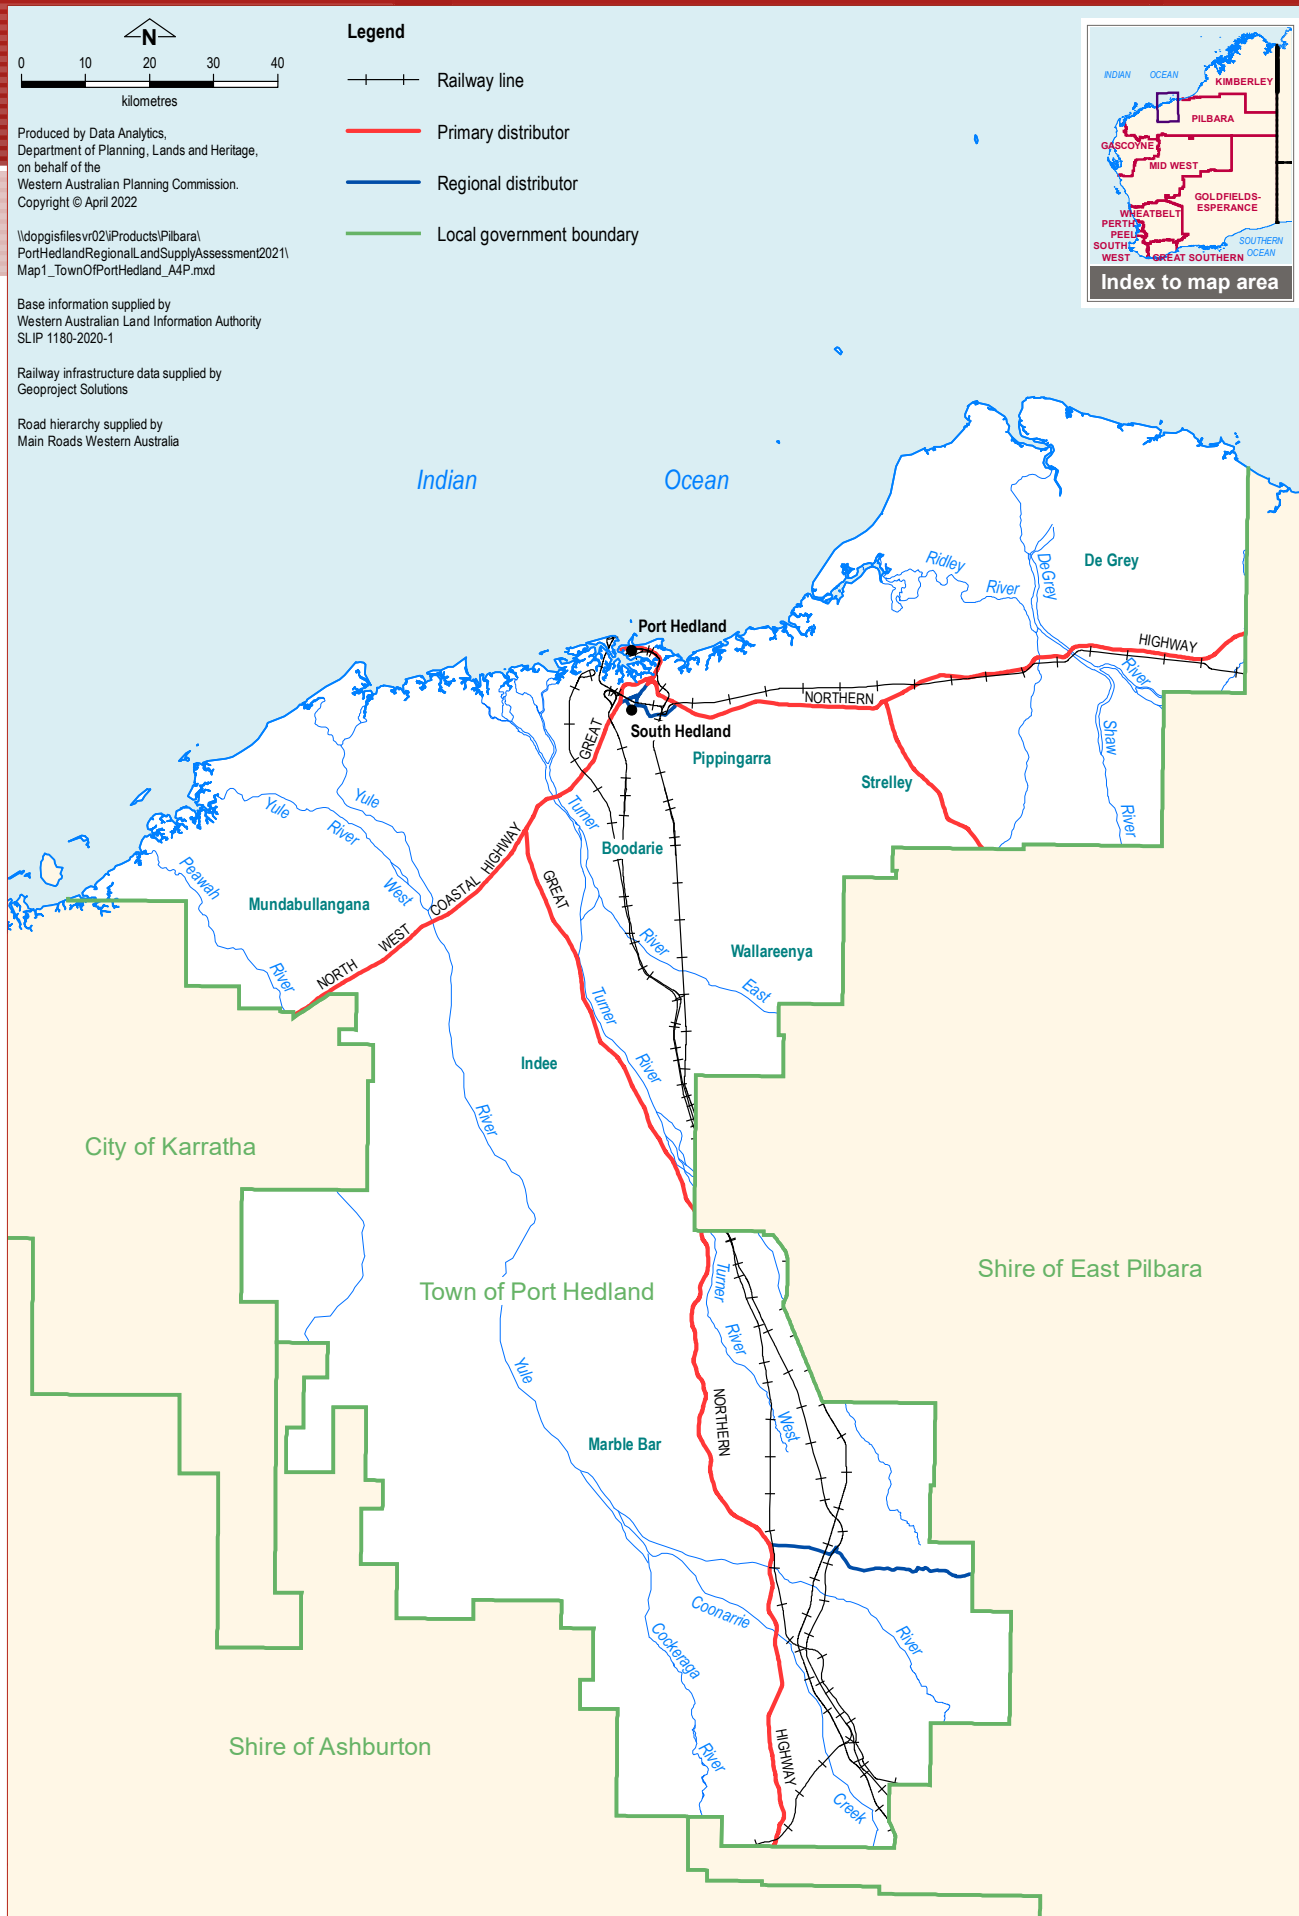 N
0 10 20 30 40
kilometres
Produced by Data Analytics,
Department of Planning, Lands and Heritage,
on behalf of the
Western Australian Planning Commission.
Copyright © April 2022
\\dopgisfilesvr02\iProducts\Pilbara\
PortHedlandRegionalLandSupplyAssessment2021\
Map1_TownOfPortHedland_A4P.mxd
Base information supplied by
Western Australian Land Information Authority
SLIP 1180-2020-1
Railway infrastructure data supplied by
Geoproject Solutions
Road hierarchy supplied by
Main Roads Western Australia
Legend
Railway line
Primary distributor
Regional distributor
Local government boundary
INDIAN OCEAN
KIMBERLEY
PILBARA
GASCOYNE
MID WEST
GOLDFIELDS-
ESPERANCE
WHEATBELT
PERTH
PEEL
SOUTH
WEST
GREAT SOUTHERN
SOUTHERN
OCEAN
Index to map area
Indian Ocean
Ridley
River
DeGrey
De Grey
Port Hedland
HIGHWAY
River
NORTHERN
GREAT
South Hedland
Pippingarra
Shaw
River
Strelley
Yule
River
West
Yule
Turner
Boodarie
Peawah
River
Mundabullangana
NORTH
WEST
COASTAL
HIGHWAY
GREAT
River
East
Wallareenya
Turner
River
Indee
River
City of Karratha
Town of Port Hedland
Shire of East Pilbara
Turner
River
West
Yule
NORTHERN
Marble Bar
Coonarrie
Cockeraga
River
River
Shire of Ashburton
HIGHWAY
Creek